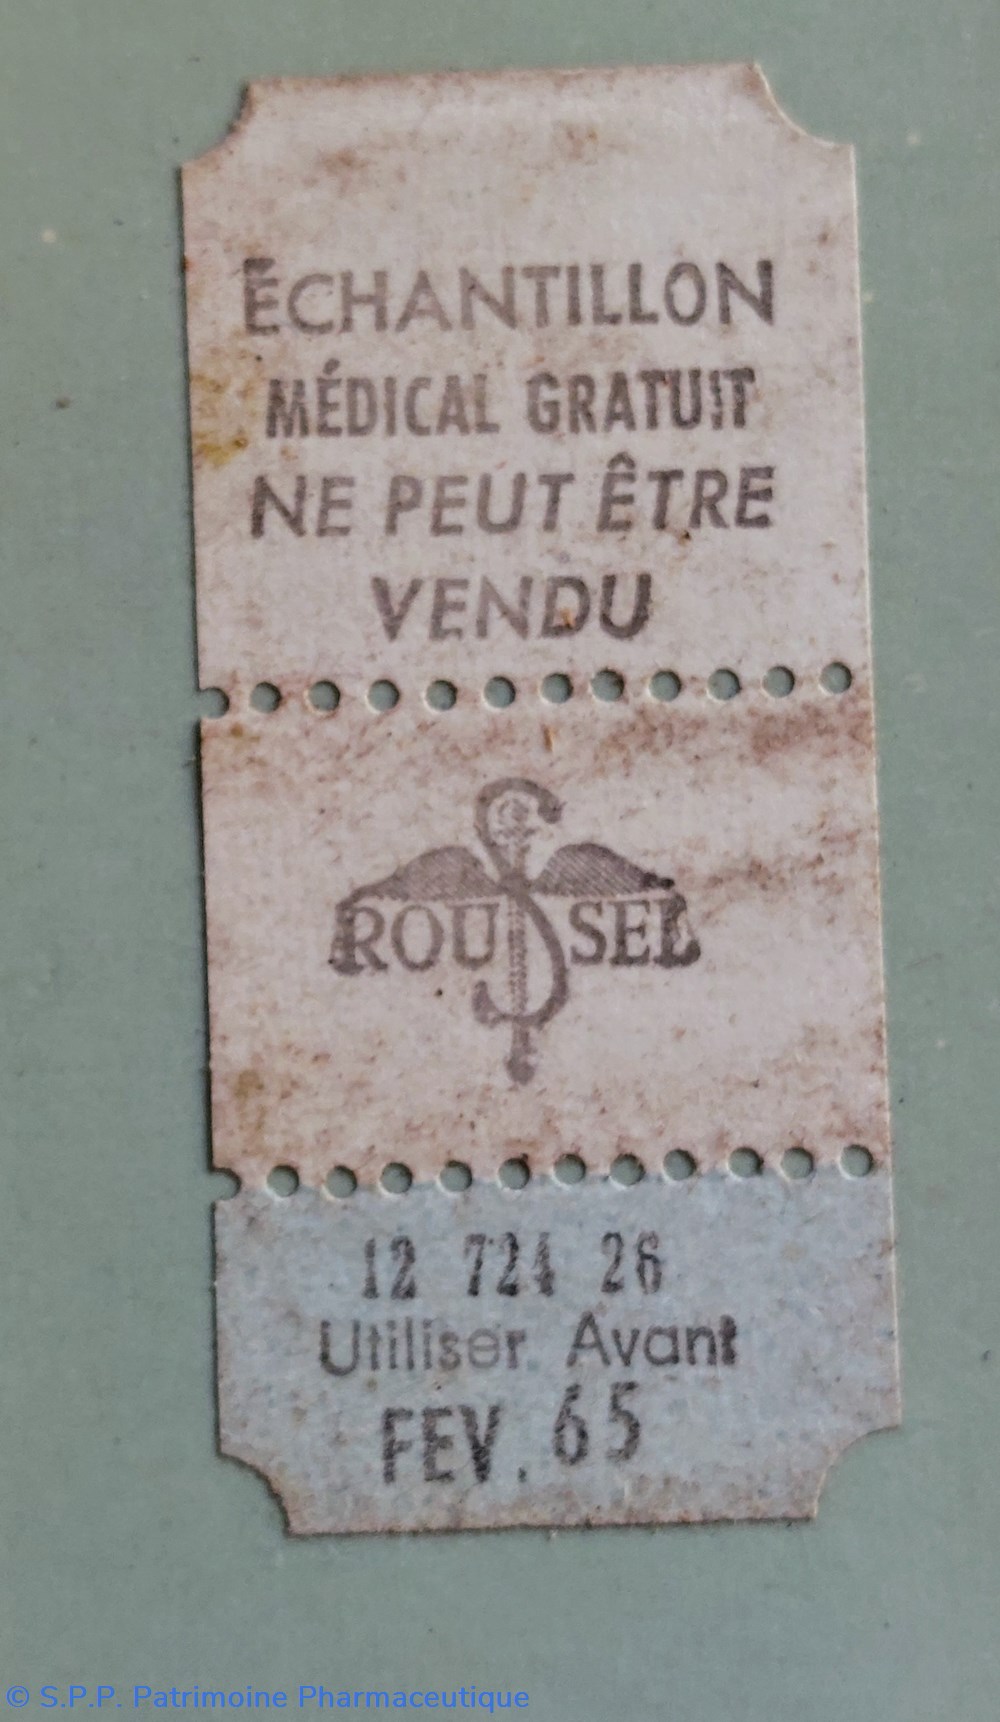 ÉCHANTILLON
MÉDICAL GRATUIT
NE PEUT ÊTRE
VENDU
ROUSSEL
12 724 26
Utiliser Avant
FEV. 65
© S.P.P. Patrimoine Pharmaceutique